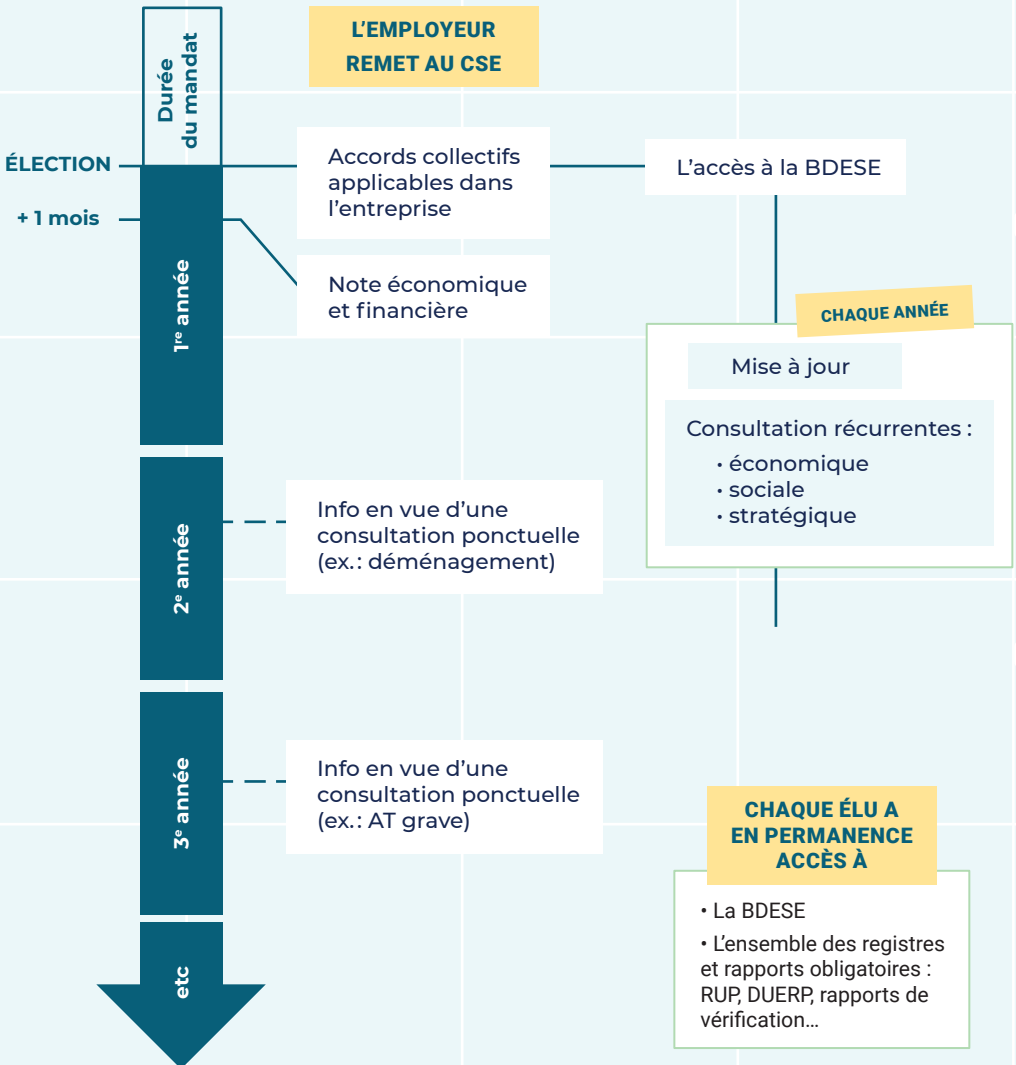 L'EMPLOYEUR
REMET AU CSE
Durée
du mandat
ÉLECTION
Accords collectifs
applicables dans
l'entreprise
L'accès à la BDESE
+ 1 mois
1re année
Note économique
et financière
CHAQUE ANNÉE
Mise à jour
Consultation récurrentes :
• économique
• sociale
• stratégique
2e année
Info en vue d'une
consultation ponctuelle
(ex.: déménagement)
3e année
Info en vue d'une
consultation ponctuelle
(ex.: AT grave)
CHAQUE ÉLU A
EN PERMANENCE
ACCÈS À
• La BDESE
• L'ensemble des registres
et rapports obligatoires :
RUP, DUERP, rapports de
vérification…
etc